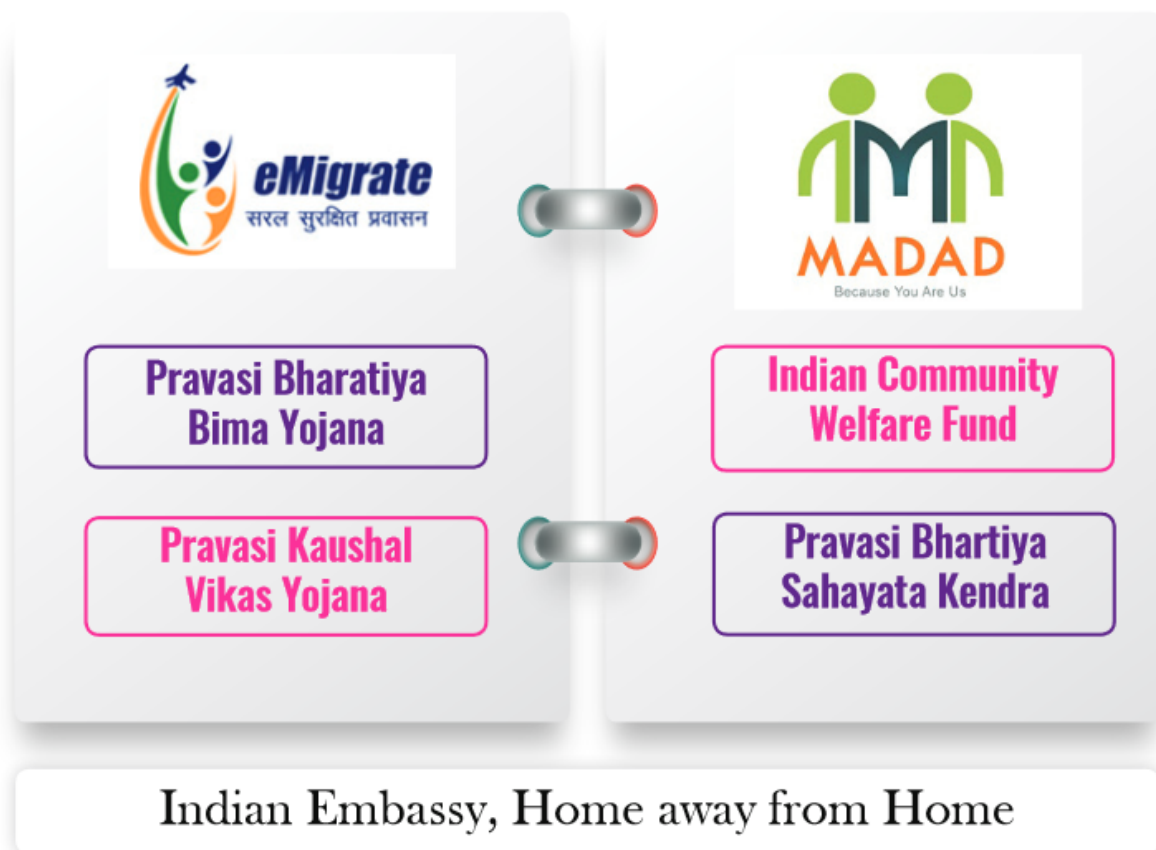 eMigrate
सरल सुरक्षित प्रवासन
Pravasi Bharatiya
Bima Yojana
Pravasi Kaushal
Vikas Yojana
MADAD
Because You Are Us
Indian Community
Welfare Fund
Pravasi Bhartiya
Sahayata Kendra
Indian Embassy, Home away from Home